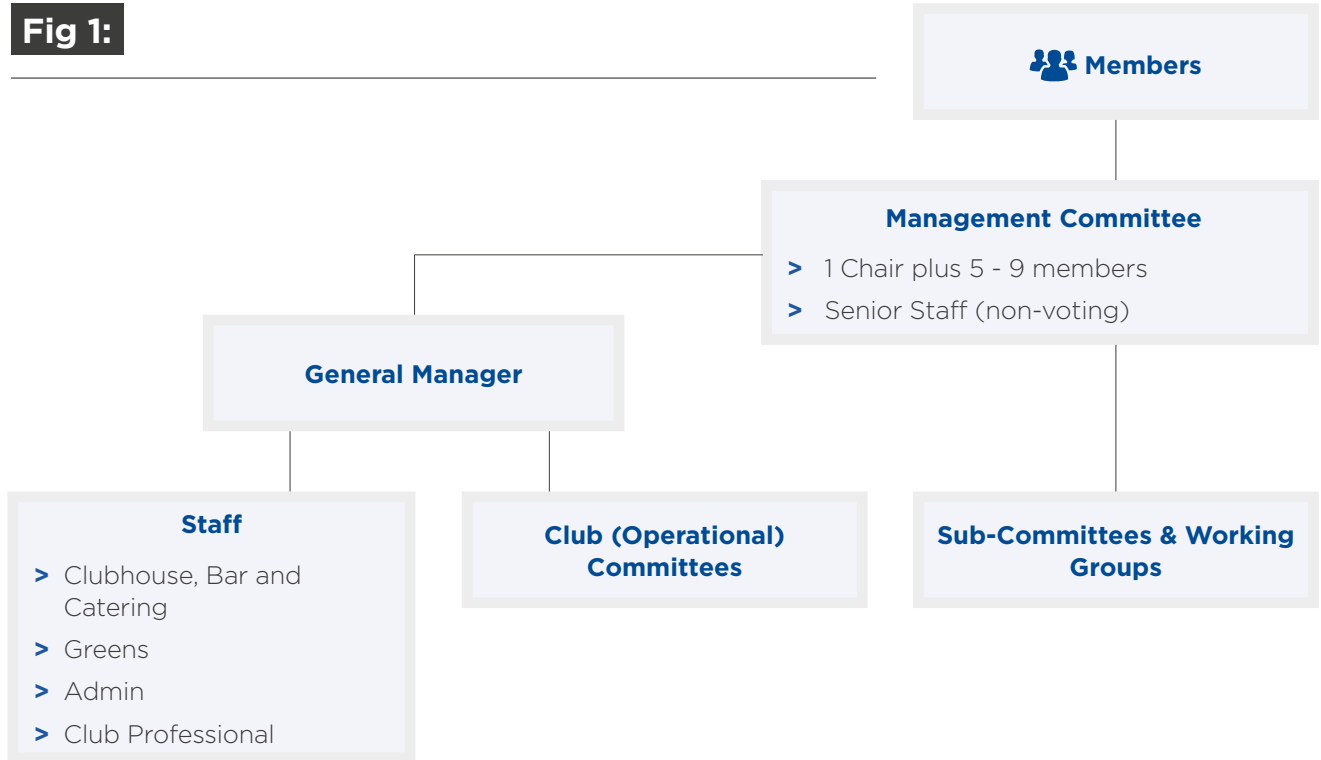 Fig 1:
Members
Management Committee
> 1 Chair plus 5 - 9 members
> Senior Staff (non-voting)
General Manager
Staff
> Clubhouse, Bar and
Catering
> Greens
> Admin
> Club Professional
Club (Operational)
Committees
Sub-Committees & Working
Groups